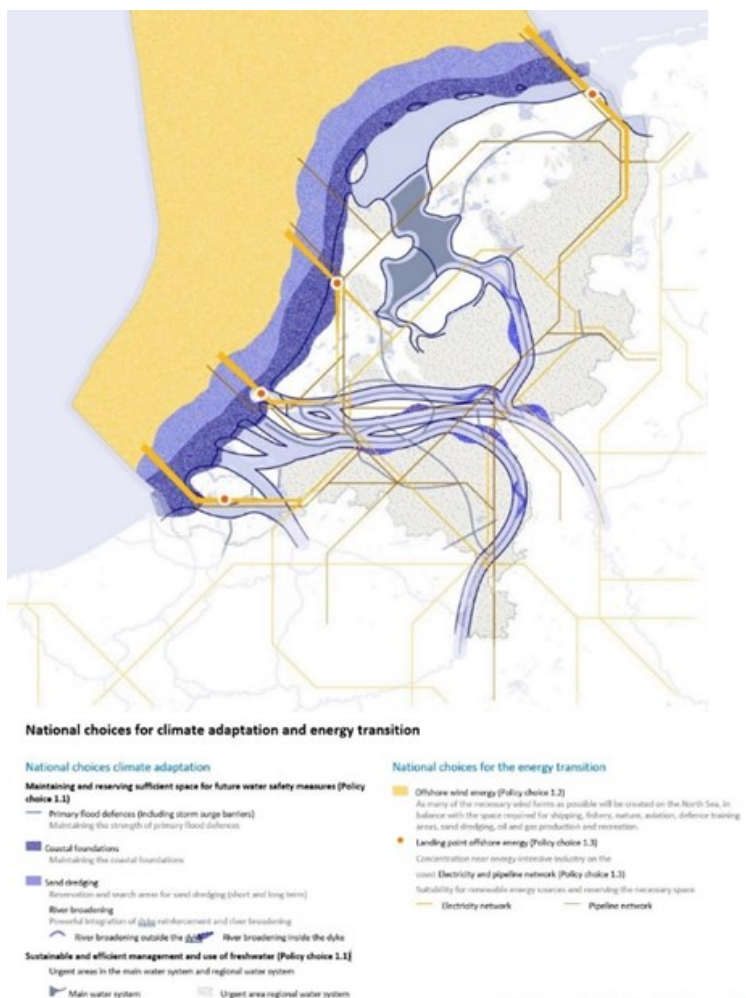 National choices for climate adaptation and energy transition
National choices climate adaptation
Maintaining and reserving sufficient space for future water safety measures (Policy
choice 1.1)
Primary flood defences (including storm surge barriers)
Maintaining the strength of primary flood defences
Coastal foundations
Maintaining the coastal foundations
Sand dredging
Reservation and search areas for sand dredging (short and long term)
River broadening
Powerful integration of dyke reinforcement and river broadening
River broadening outside the dyke
River broadening inside the dyke
Sustainable and efficient management and use of freshwater (Policy choice 1.1)
Urgent areas in the main water system and regional water system
Main water system
Urgent area regional water system
National choices for the energy transition
Offshore wind energy (Policy choice 1.2)
As many of the necessary wind farms as possible will be created on the North Sea, in
balance with the space required for shipping, fishery, nature, aviation, defence training
areas, sand dredging, oil and gas production and recreation.
Landing point offshore energy (Policy choice 1.3)
Concentration near energy intensive industry on the
coast Electricity and pipeline network (Policy choice 1.3)
Suitability for renewable energy sources and reserving the necessary space
Electricity network
Pipeline network